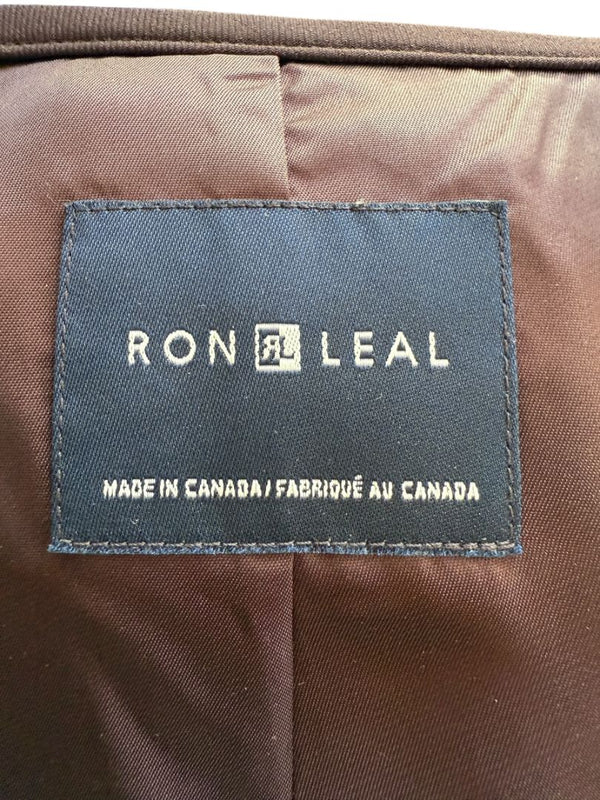 RON RL LEAL
MADE IN CANADA / FABRIQUÉ AU CANADA